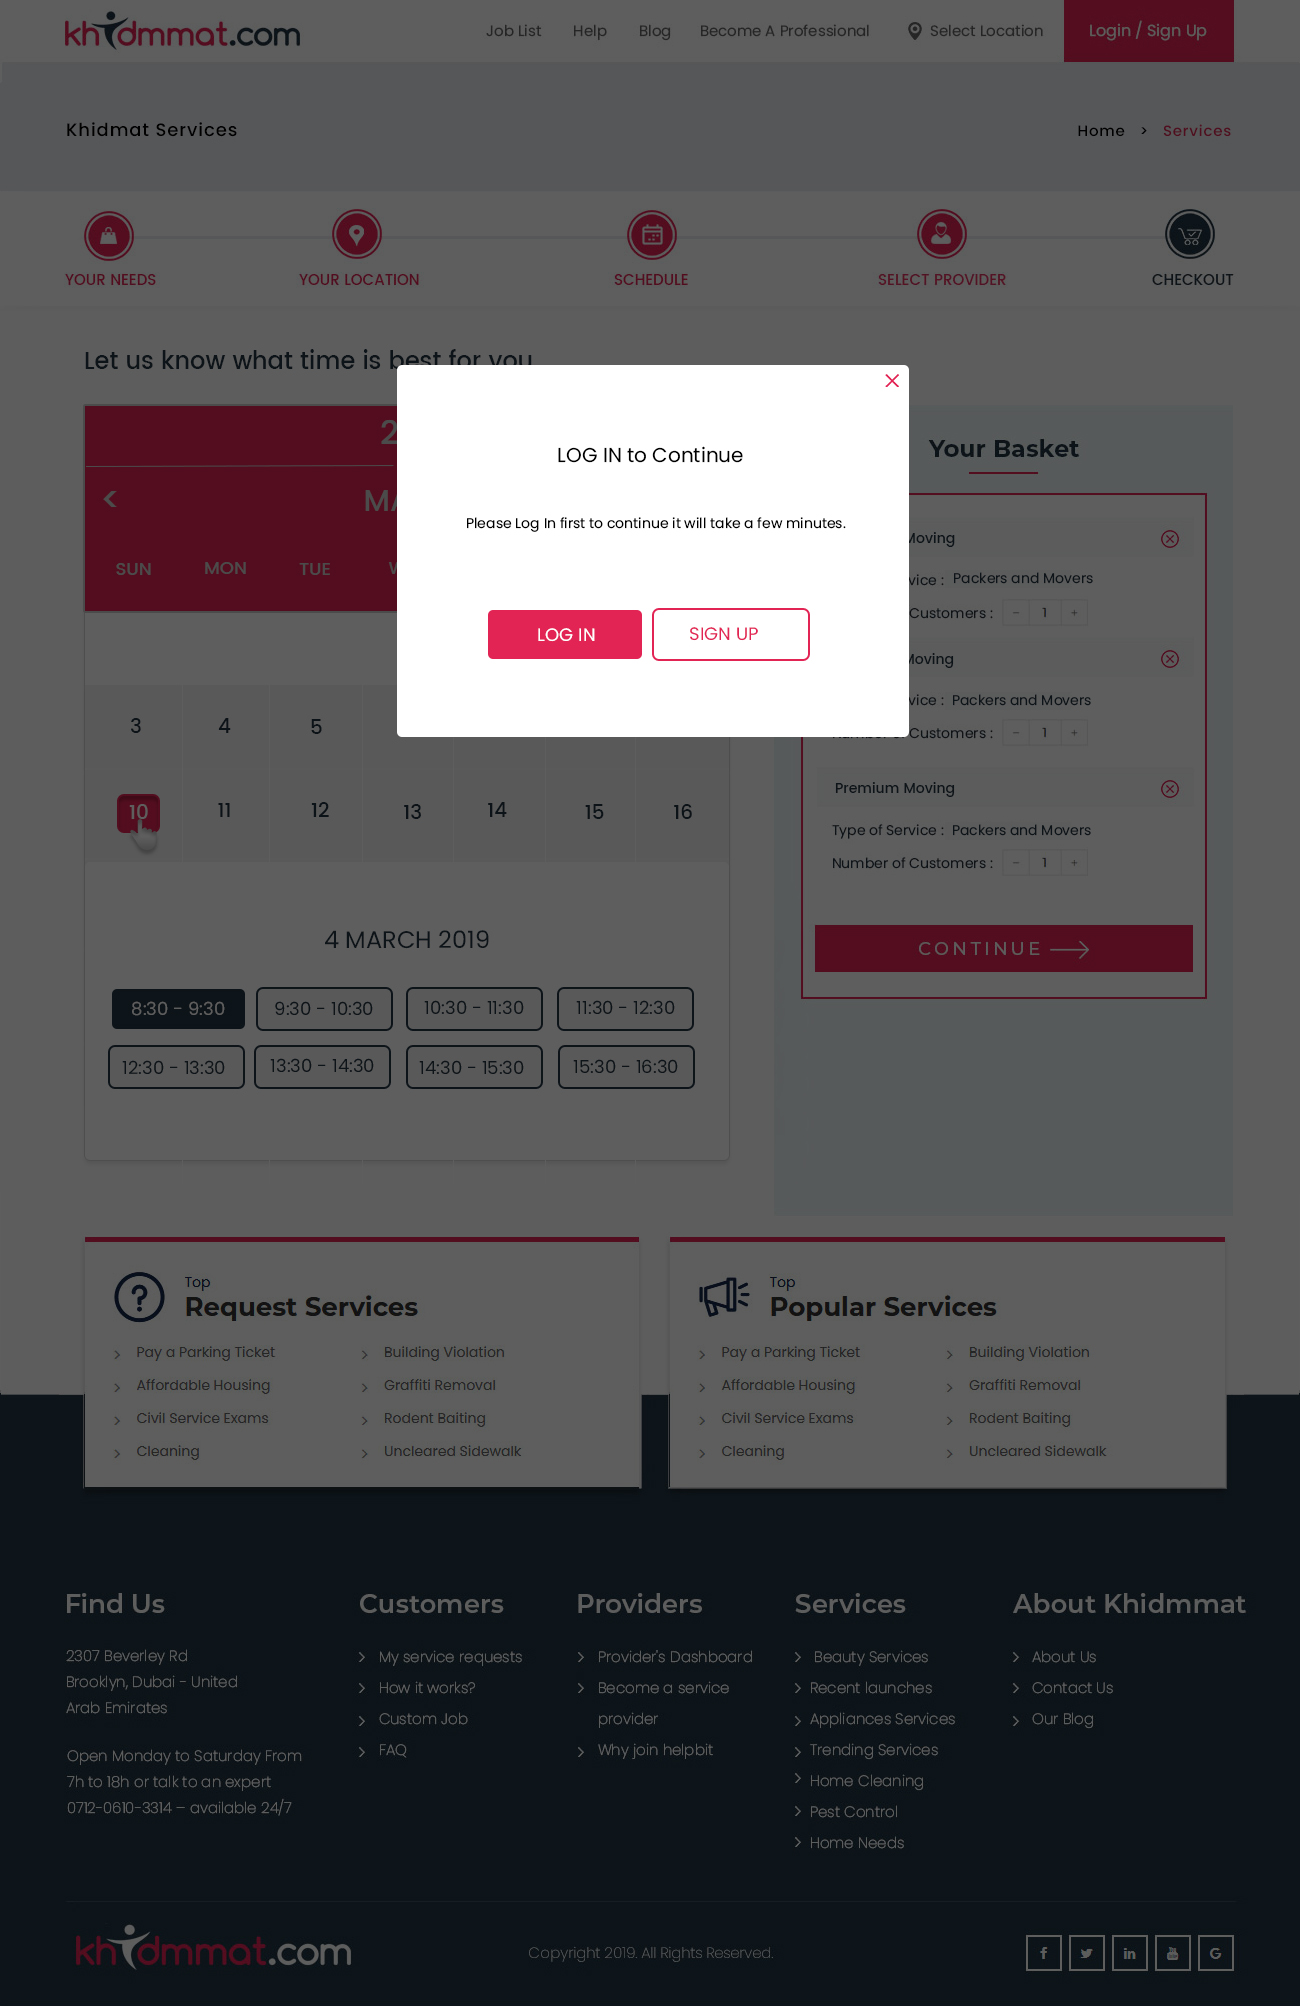 khidmmat.com
Job List Help Blog Become A Professional Select Location Login / Sign Up
Khidmat Services
Home > Services
YOUR NEEDS YOUR LOCATION SCHEDULE SELECT PROVIDER CHECKOUT
Let us know what time is best for you
LOG IN to Continue
Please Log In first to continue it will take a few minutes.
LOG IN SIGN UP
<
SUN MON TUE
3 4 5
10 11 12 13 14 15 16
4 MARCH 2019
8:30 - 9:30 9:30 - 10:30 10:30 - 11:30 11:30 - 12:30
12:30 - 13:30 13:30 - 14:30 14:30 - 15:30 15:30 - 16:30
Your Basket
Moving
Packers and Movers
Customers : - 1 +
Moving
Packers and Movers
Customers : - 1 +
Premium Moving
Type of Service : Packers and Movers
Number of Customers : - 1 +
CONTINUE
Top
Request Services
Pay a Parking Ticket Building Violation
Affordable Housing Graffiti Removal
Civil Service Exams Rodent Baiting
Cleaning Uncleared Sidewalk
Top
Popular Services
Pay a Parking Ticket Building Violation
Affordable Housing Graffiti Removal
Civil Service Exams Rodent Baiting
Cleaning Uncleared Sidewalk
Find Us
2307 Beverley Rd
Brooklyn, Dubai - United
Arab Emirates
Open Monday to Saturday From
7h to 18h or talk to an expert
0712-0610-3314 – available 24/7
Customers
My service requests
How it works?
Custom Job
FAQ
Providers
Provider's Dashboard
Become a service
provider
Why join helpbit
Services
Beauty Services
Recent launches
Appliances Services
Trending Services
Home Cleaning
Pest Control
Home Needs
About Khidmmat
About Us
Contact Us
Our Blog
khidmmat.com
Copyright 2019. All Rights Reserved.
f in You G